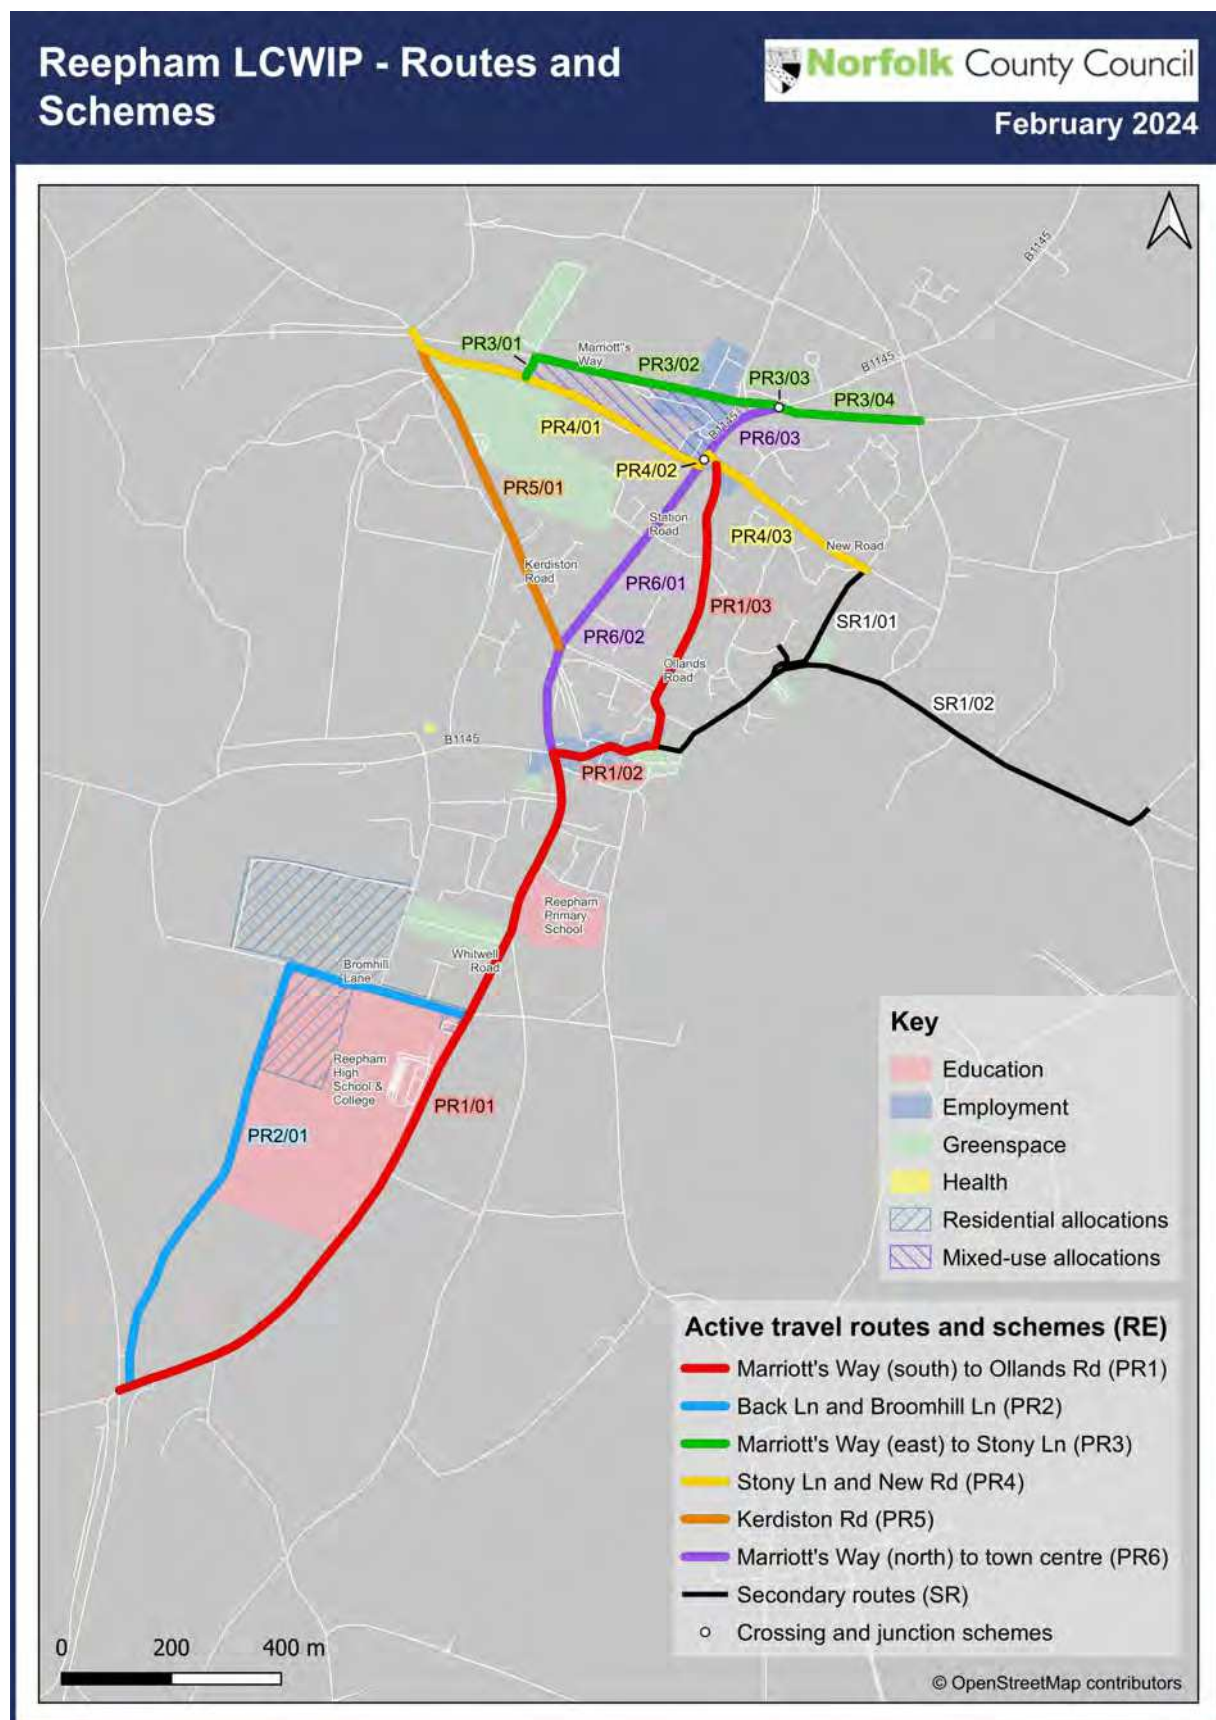 Reepham LCWIP - Routes and
Schemes
Norfolk County Council
February 2024
B1145
PR3/01
Marriott"s
Way
PR3/02
PR3/03
B1145
PR3/04
PR4/01
B1145
PR6/03
PR4/02
PR5/01
Station
Road
PR4/03
New Road
Kerdiston
Road
PR6/01
PR1/03
SR1/01
PR6/02
Ollands
Road
SR1/02
B1145
PR1/02
Reepham
Primary
School
Whitwell
Road
Bromhill
Lane
Reepham
High
School &
College
PR1/01
PR2/01
Key
Education
Employment
Greenspace
Health
Residential allocations
Mixed-use allocations
Active travel routes and schemes (RE)
Marriott's Way (south) to Ollands Rd (PR1)
Back Ln and Broomhill Ln (PR2)
Marriott's Way (east) to Stony Ln (PR3)
Stony Ln and New Rd (PR4)
Kerdiston Rd (PR5)
Marriott's Way (north) to town centre (PR6)
Secondary routes (SR)
Crossing and junction schemes
0 200 400 m
© OpenStreetMap contributors